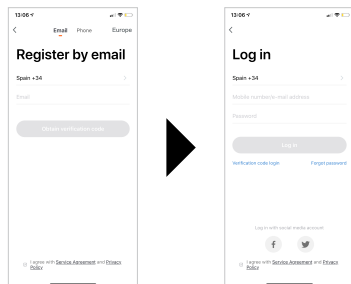 13:06
Email Phone Europe
Register by email
Spain +34
Email
Obtain verification code
I agree with Service Agreement and Privacy
Policy
13:06
Log in
Spain +34
Mobile number/e-mail address
Password
Log in
Verification code login Forget password
Log in with social media account
I agree with Service Agreement and Privacy
Policy